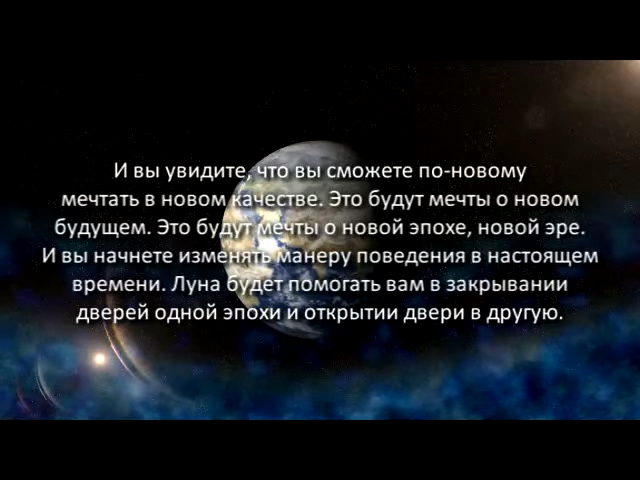 И вы увидите, что вы сможете по-новому
мечтать в новом качестве. Это будут мечты о новом
будущем. Это будут мечты о новой эпохе, новой эре.
И вы начнете изменять манеру поведения в настоящем
времени. Луна будет помогать вам в закрывании
дверей одной эпохи и открытии двери в другую.